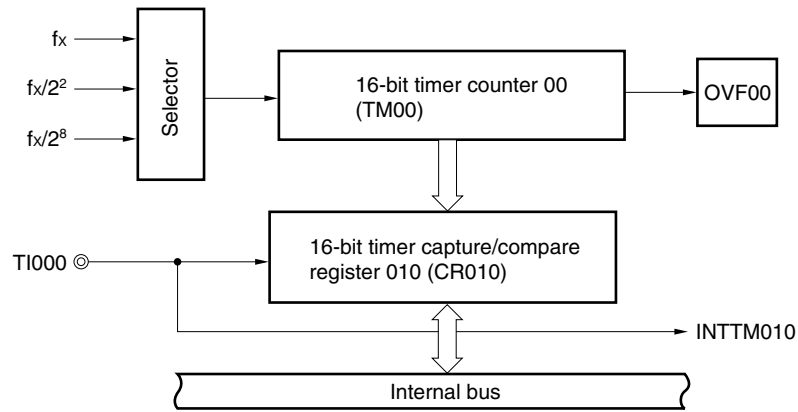 fx
fx/2²
fx/2⁸
Selector
16-bit timer counter 00
(TM00)
OVF00
TI000
16-bit timer capture/compare
register 010 (CR010)
INTTM010
Internal bus